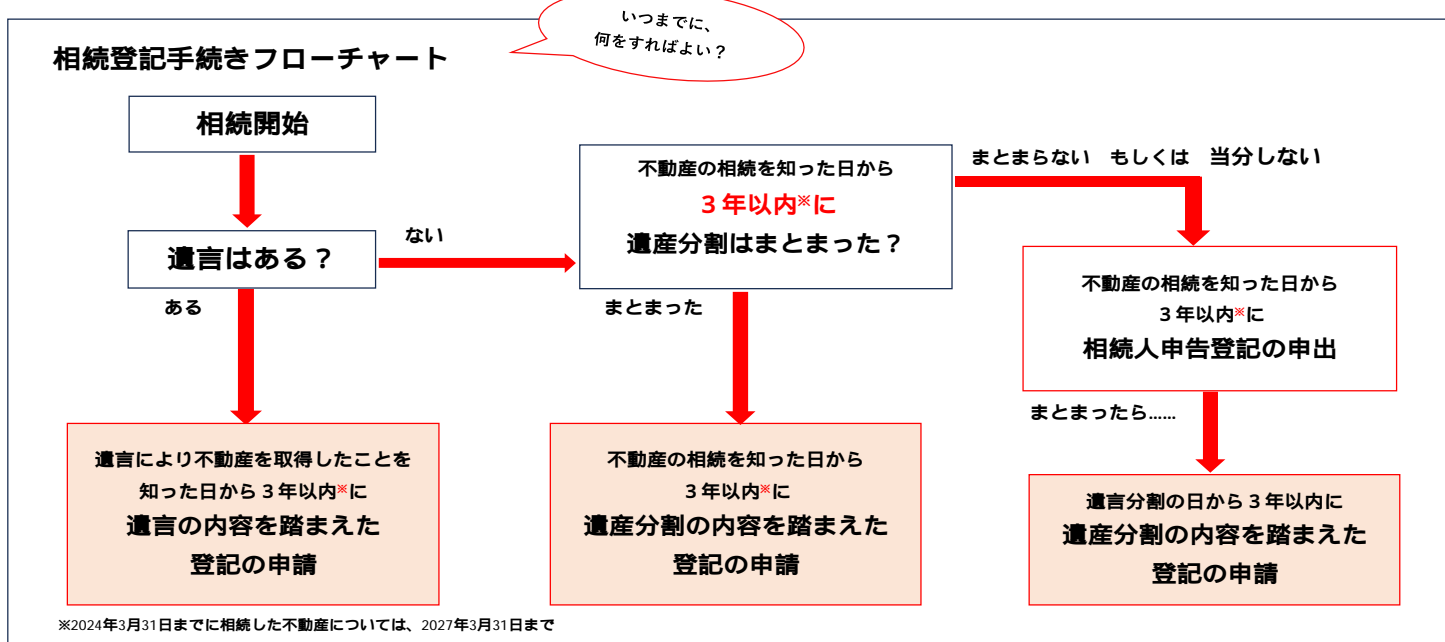 いつまでに、
何をすればよい？
相続登記手続きフローチャート
相続開始
遺言はある？
ない
ある
不動産の相続を知った日から
３年以内※に
遺産分割はまとまった？
まとまった
まとまらない　もしくは　当分しない
不動産の相続を知った日から
３年以内※に
相続人申告登記の申出
まとまったら......
遺言により不動産を取得したことを
知った日から３年以内※に
遺言の内容を踏まえた
登記の申請
不動産の相続を知った日から
３年以内※に
遺産分割の内容を踏まえた
登記の申請
遺言分割の日から３年以内に
遺産分割の内容を踏まえた
登記の申請
※2024年3月31日までに相続した不動産については、2027年3月31日まで